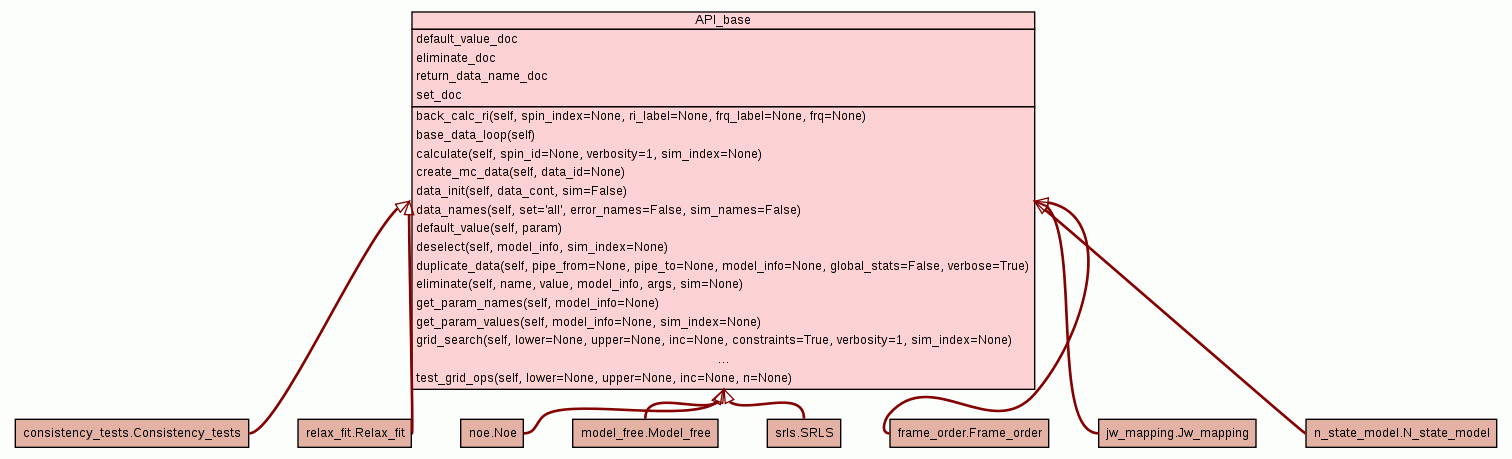 API_base
default_value_doc
eliminate_doc
return_data_name_doc
set_doc
back_calc_ri(self, spin_index=None, ri_label=None, frq_label=None, frq=None)
base_data_loop(self)
calculate(self, spin_id=None, verbosity=1, sim_index=None)
create_mc_data(self, data_id=None)
data_init(self, data_cont, sim=False)
data_names(self, set='all', error_names=False, sim_names=False)
default_value(self, param)
deselect(self, model_info, sim_index=None)
duplicate_data(self, pipe_from=None, pipe_to=None, model_info=None, global_stats=False, verbose=True)
eliminate(self, name, value, model_info, args, sim=None)
get_param_names(self, model_info=None)
get_param_values(self, model_info=None, sim_index=None)
grid_search(self, lower=None, upper=None, inc=None, constraints=True, verbosity=1, sim_index=None)
...
test_grid_ops(self, lower=None, upper=None, inc=None, n=None)
consistency_tests.Consistency_tests
relax_fit.Relax_fit
noe.Noe
model_free.Model_free
srls.SRLS
frame_order.Frame_order
jw_mapping.Jw_mapping
n_state_model.N_state_model